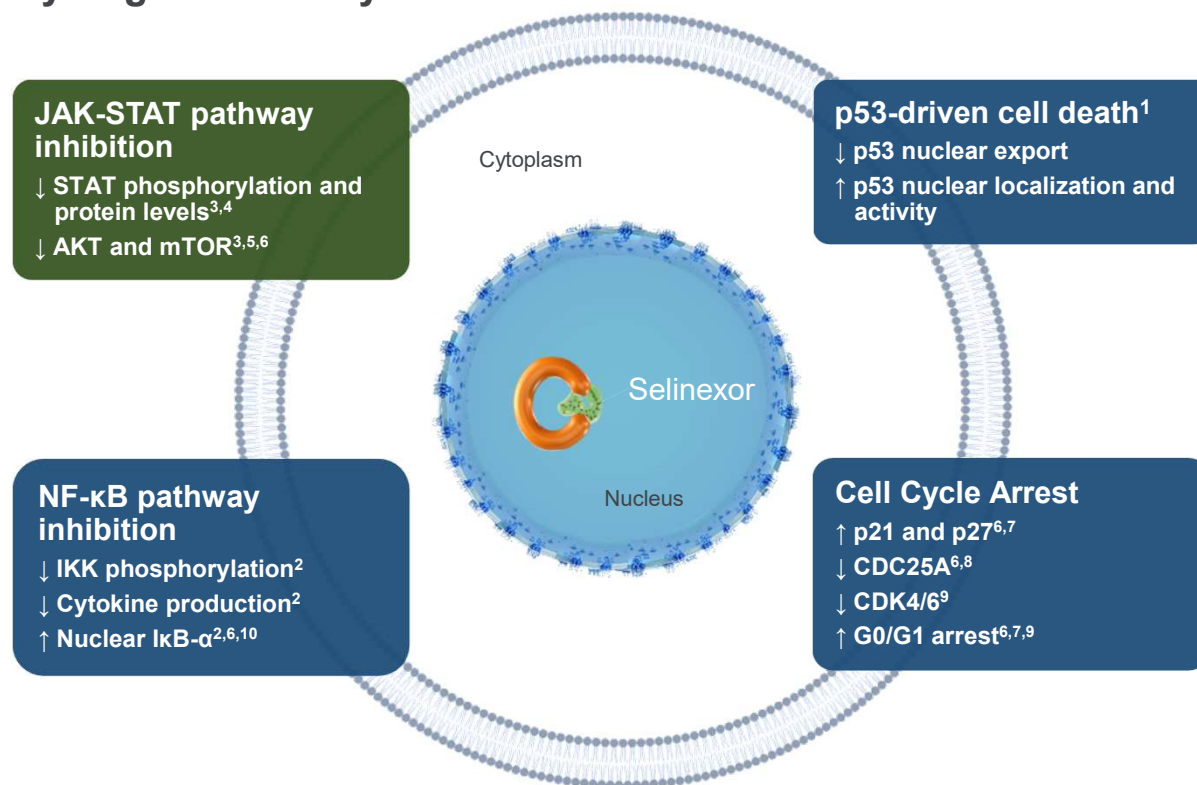 JAK-STAT pathway
inhibition
↓ STAT phosphorylation and
protein levels3,4
↓ AKT and mTOR3,5,6
p53-driven cell death1
↓ p53 nuclear export
↑ p53 nuclear localization and
activity
Cytoplasm
Selinexor
Nucleus
NF-κB pathway
inhibition
↓ IKK phosphorylation2
↓ Cytokine production2
↑ Nuclear IκB-α2,6,10
Cell Cycle Arrest
↑ p21 and p276,7
↓ CDC25A6,8
↓ CDK4/69
↑ G0/G1 arrest6,7,9